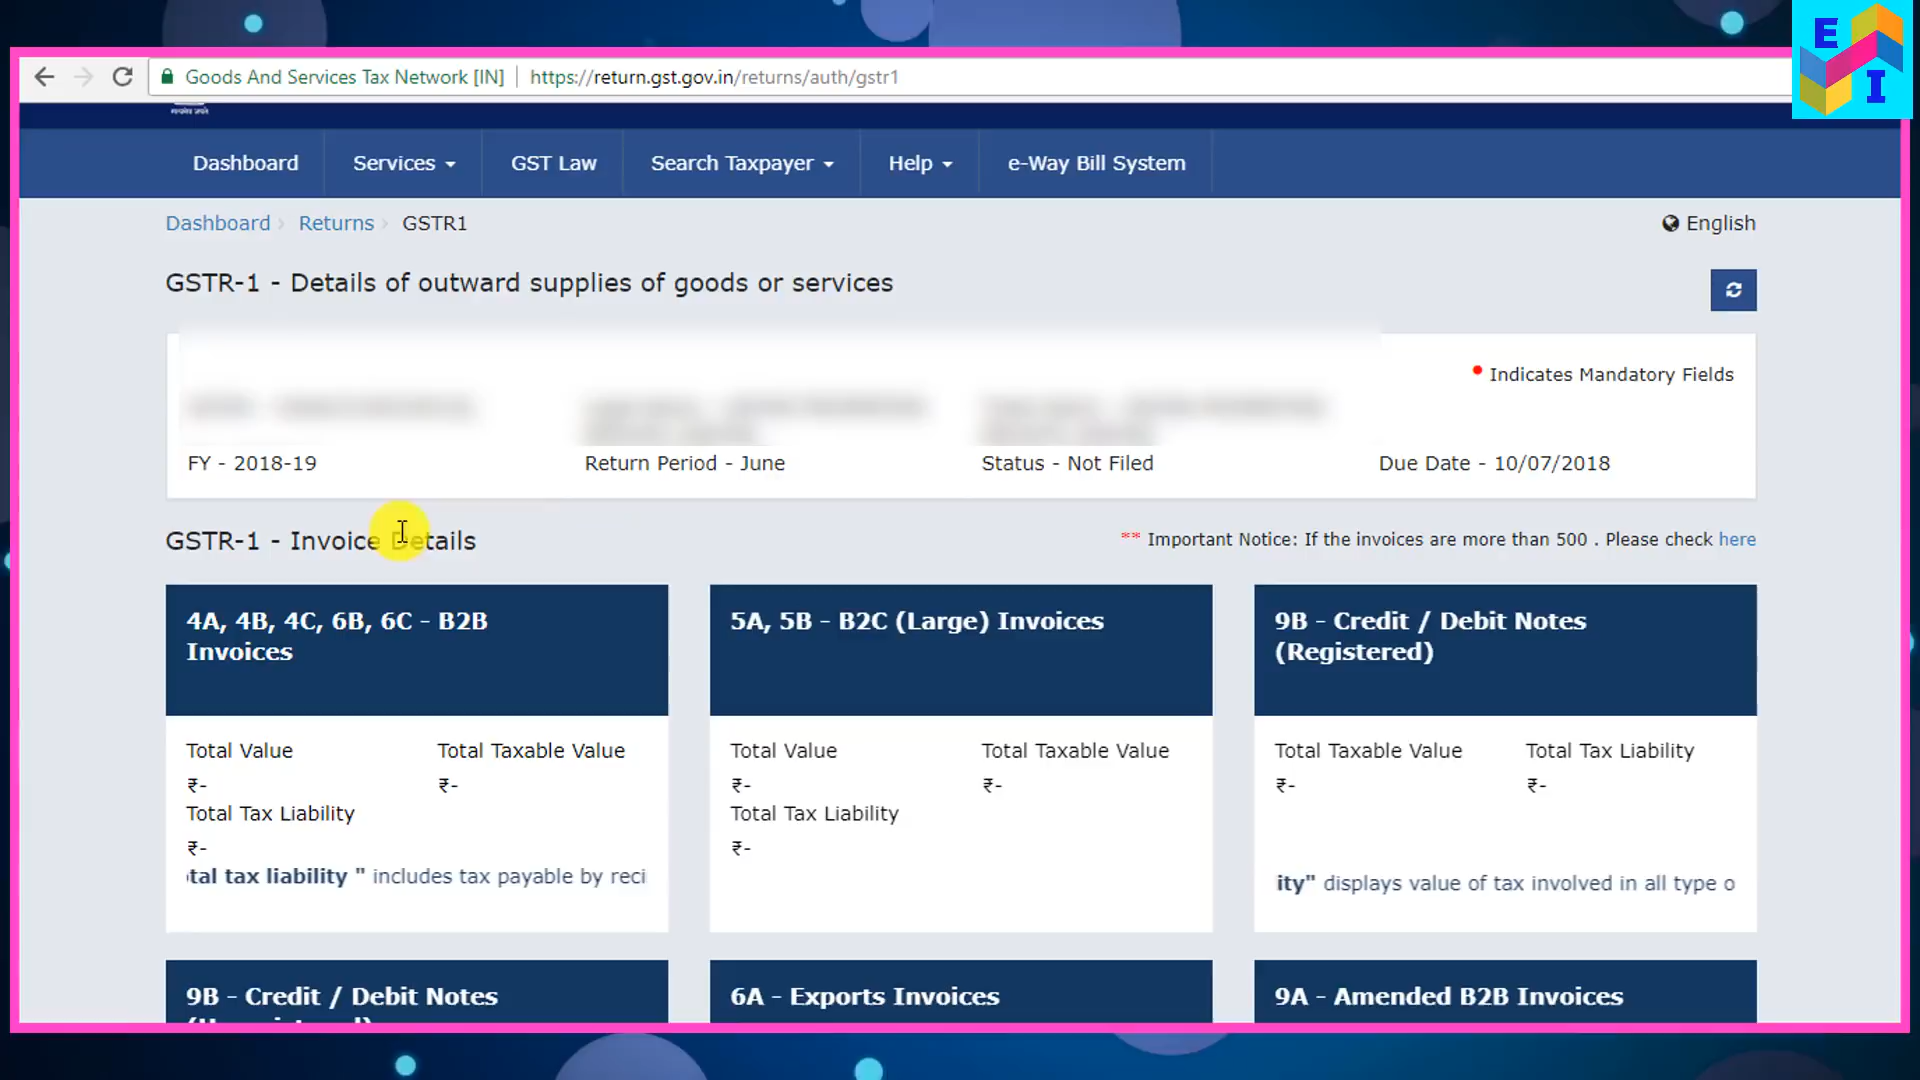 E
I
Goods And Services Tax Network [IN] https://return.gst.gov.in/returns/auth/gstr1
Dashboard Services GST Law Search Taxpayer Help e-Way Bill System
Dashboard Returns GSTR1 English
GSTR-1 - Details of outward supplies of goods or services
• Indicates Mandatory Fields
FY - 2018-19 Return Period - June Status - Not Filed Due Date - 10/07/2018
GSTR-1 - Invoice Details ** Important Notice: If the invoices are more than 500 . Please check here
4A, 4B, 4C, 6B, 6C - B2B
Invoices
Total Value Total Taxable Value
₹- ₹-
Total Tax Liability
₹-
tal tax liability " includes tax payable by reci
5A, 5B - B2C (Large) Invoices
Total Value Total Taxable Value
₹- ₹-
Total Tax Liability
₹-
9B - Credit / Debit Notes
(Registered)
Total Taxable Value Total Tax Liability
₹- ₹-
ity" displays value of tax involved in all type o
9B - Credit / Debit Notes
6A - Exports Invoices
9A - Amended B2B Invoices